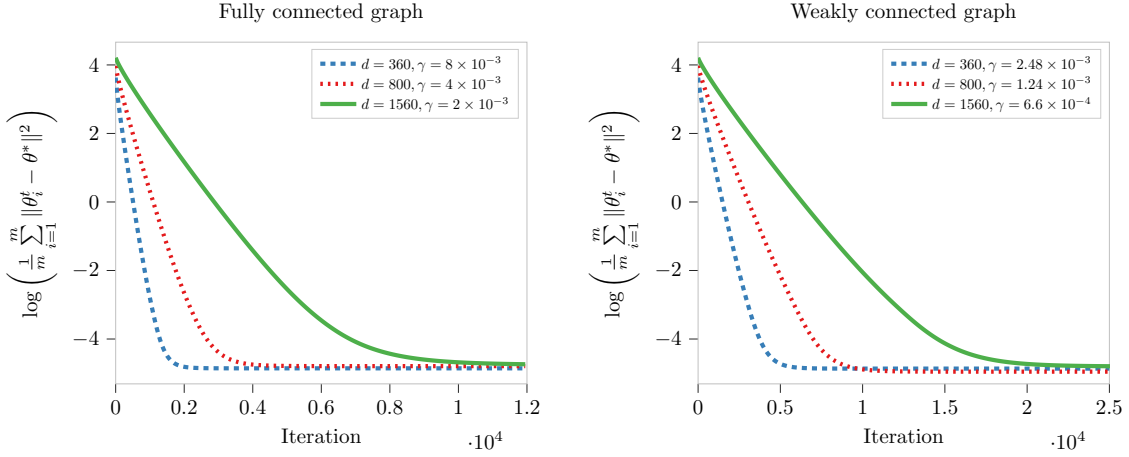 Fully connected graph
log ( 1/m ∑_{i=1}^{m} ‖θ_i^t − θ*‖² )
4
2
0
−2
−4
d = 360, γ = 8 × 10⁻³
d = 800, γ = 4 × 10⁻³
d = 1560, γ = 2 × 10⁻³
0 0.2 0.4 0.6 0.8 1 1.2
Iteration
·10⁴
Weakly connected graph
log ( 1/m ∑_{i=1}^{m} ‖θ_i^t − θ*‖² )
4
2
0
−2
−4
d = 360, γ = 2.48 × 10⁻³
d = 800, γ = 1.24 × 10⁻³
d = 1560, γ = 6.6 × 10⁻⁴
0 0.5 1 1.5 2 2.5
Iteration
·10⁴